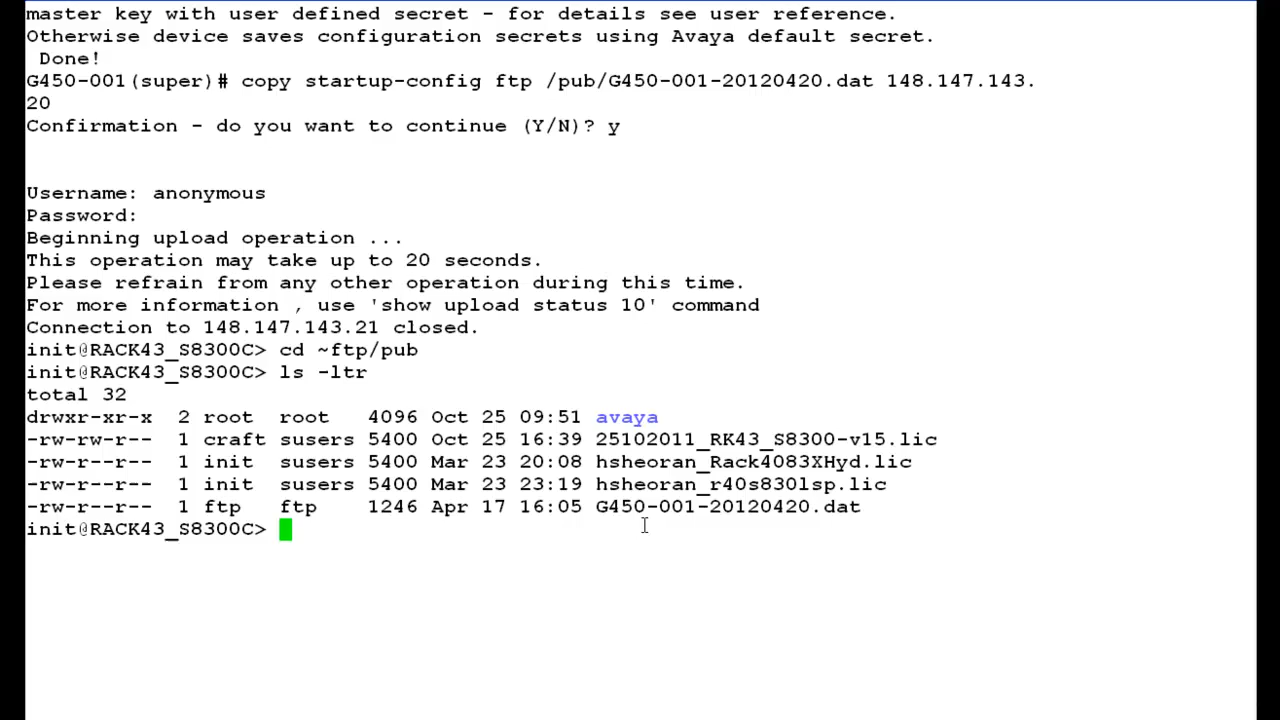 master key with user defined secret - for details see user reference.
Otherwise device saves configuration secrets using Avaya default secret.
Done!
G450-001(super)# copy startup-config ftp /pub/G450-001-20120420.dat 148.147.143.
20
Confirmation - do you want to continue (Y/N)? y
Username: anonymous
Password:
Beginning upload operation ...
This operation may take up to 20 seconds.
Please refrain from any other operation during this time.
For more information , use 'show upload status 10' command
Connection to 148.147.143.21 closed.
init@RACK43_S8300C> cd ~ftp/pub
init@RACK43_S8300C> ls -ltr
total 32
drwxr-xr-x 2 root root 4096 Oct 25 09:51 avaya
-rw-rw-r-- 1 craft susers 5400 Oct 25 16:39 25102011_RK43_S8300-v15.lic
-rw-r--r-- 1 init susers 5400 Mar 23 20:08 hsheoran_Rack4083XHyd.lic
-rw-r--r-- 1 init susers 5400 Mar 23 23:19 hsheoran_r40s830lsp.lic
-rw-r--r-- 1 ftp ftp 1246 Apr 17 16:05 G450-001-20120420.dat
init@RACK43_S8300C>